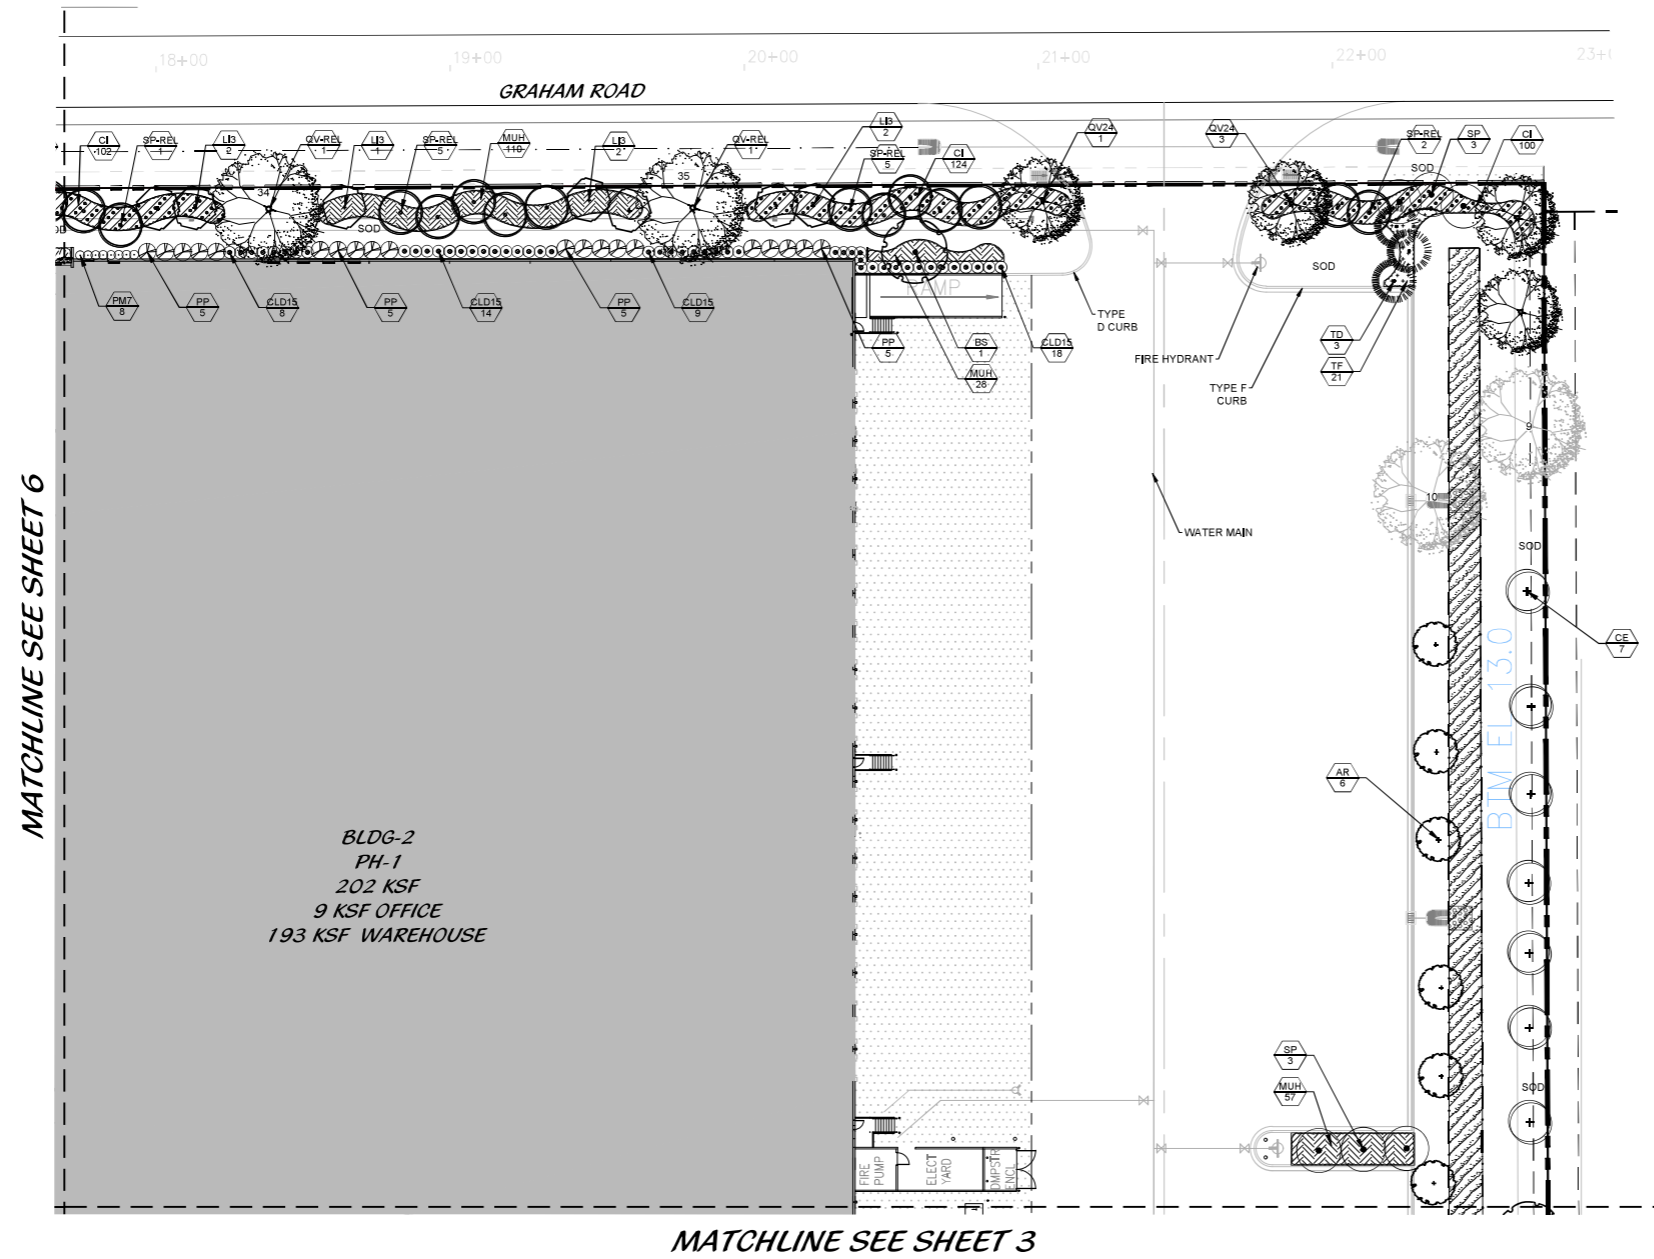 18+00
19+00
20+00
21+00
22+00
GRAHAM ROAD
CI
102
SP-REL
1
LI3
2
QV-REL
1
LI3
1
SP-REL
5
MUH
110
LI3
2
QV-REL
1
LI3
2
SP-REL
5
CI
124
QV24
1
QV24
3
SP-REL
2
SP
3
CI
100
SOD
34
35
SOD
SOD
RAMP
PM7
8
PP
5
CLD15
8
PP
5
CLD15
14
PP
5
CLD15
9
PP
5
BS
1
MUH
28
CLD15
18
TYPE
D CURB
FIRE HYDRANT
TYPE F
CURB
TD
3
TF
21
9
10
WATER MAIN
SOD
MATCHLINE SEE SHEET 6
CE
7
BTM EL 13.0
AR
6
BLDG-2
PH-1
202 KSF
9 KSF OFFICE
193 KSF WAREHOUSE
SP
3
MUH
57
SOD
FIRE
PUMP
ELECT
YARD
DMPSTR
ENCL
MATCHLINE SEE SHEET 3